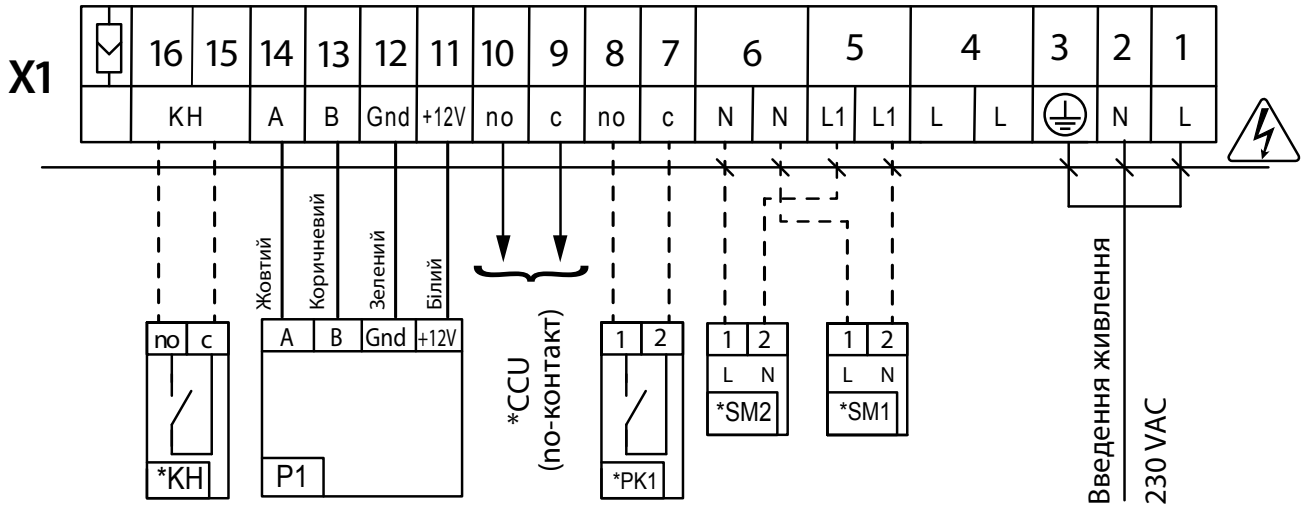 X1
16 15 14 13 12 11 10 9 8 7 6 5 4 3 2 1
KH A B Gnd +12V no c no c N N L1 L1 L L N L
Жовтий
Коричневий
Зелений
Білий
no c
*KH
A B Gnd +12V
P1
*CCU
(no-контакт)
1 2
*PK1
1 2
L N
*SM2
1 2
L N
*SM1
Введення живлення
230 VAC